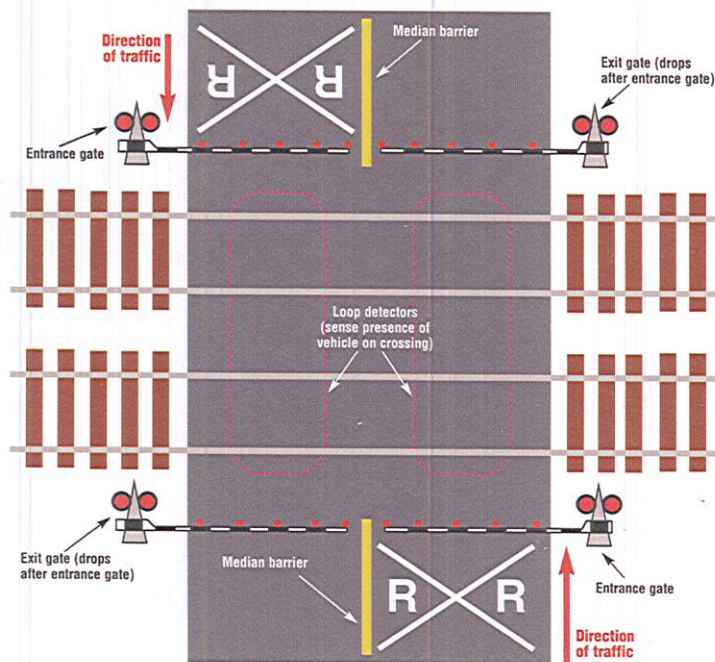 Direction
of traffic
R R
Median barrier
Exit gate (drops
after entrance gate)
Entrance gate
Loop detectors
(sense presence of
vehicle on crossing)
Exit gate (drops
after entrance gate)
Median barrier
R R
Entrance gate
Direction
of traffic